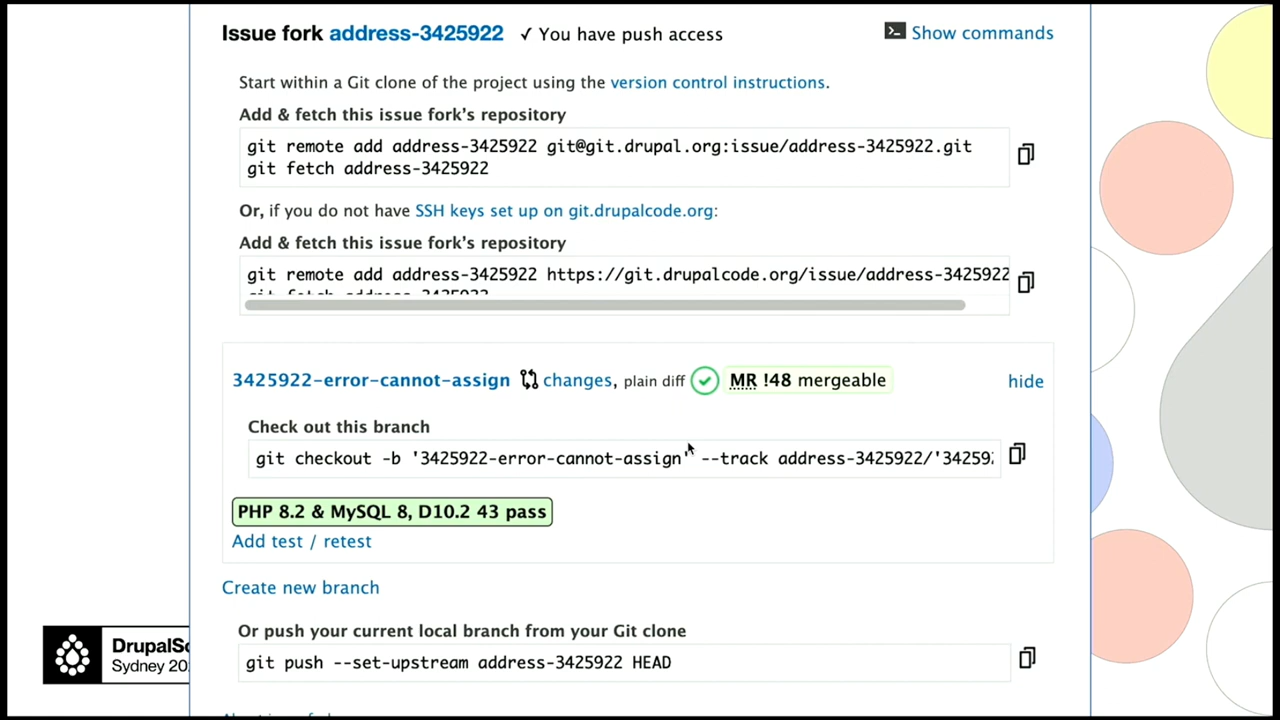 Issue fork address-3425922 ✓ You have push access
Show commands
Start within a Git clone of the project using the version control instructions.
Add & fetch this issue fork's repository
git remote add address-3425922 git@git.drupal.org:issue/address-3425922.git
git fetch address-3425922
Or, if you do not have SSH keys set up on git.drupalcode.org:
Add & fetch this issue fork's repository
git remote add address-3425922 https://git.drupalcode.org/issue/address-3425922
git fetch address-3425922
3425922-error-cannot-assign changes, plain diff MR !48 mergeable
hide
Check out this branch
git checkout -b '3425922-error-cannot-assign' --track address-3425922/'34259
PHP 8.2 & MySQL 8, D10.2 43 pass
Add test / retest
Create new branch
Or push your current local branch from your Git clone
git push --set-upstream address-3425922 HEAD
DrupalSo
Sydney 20